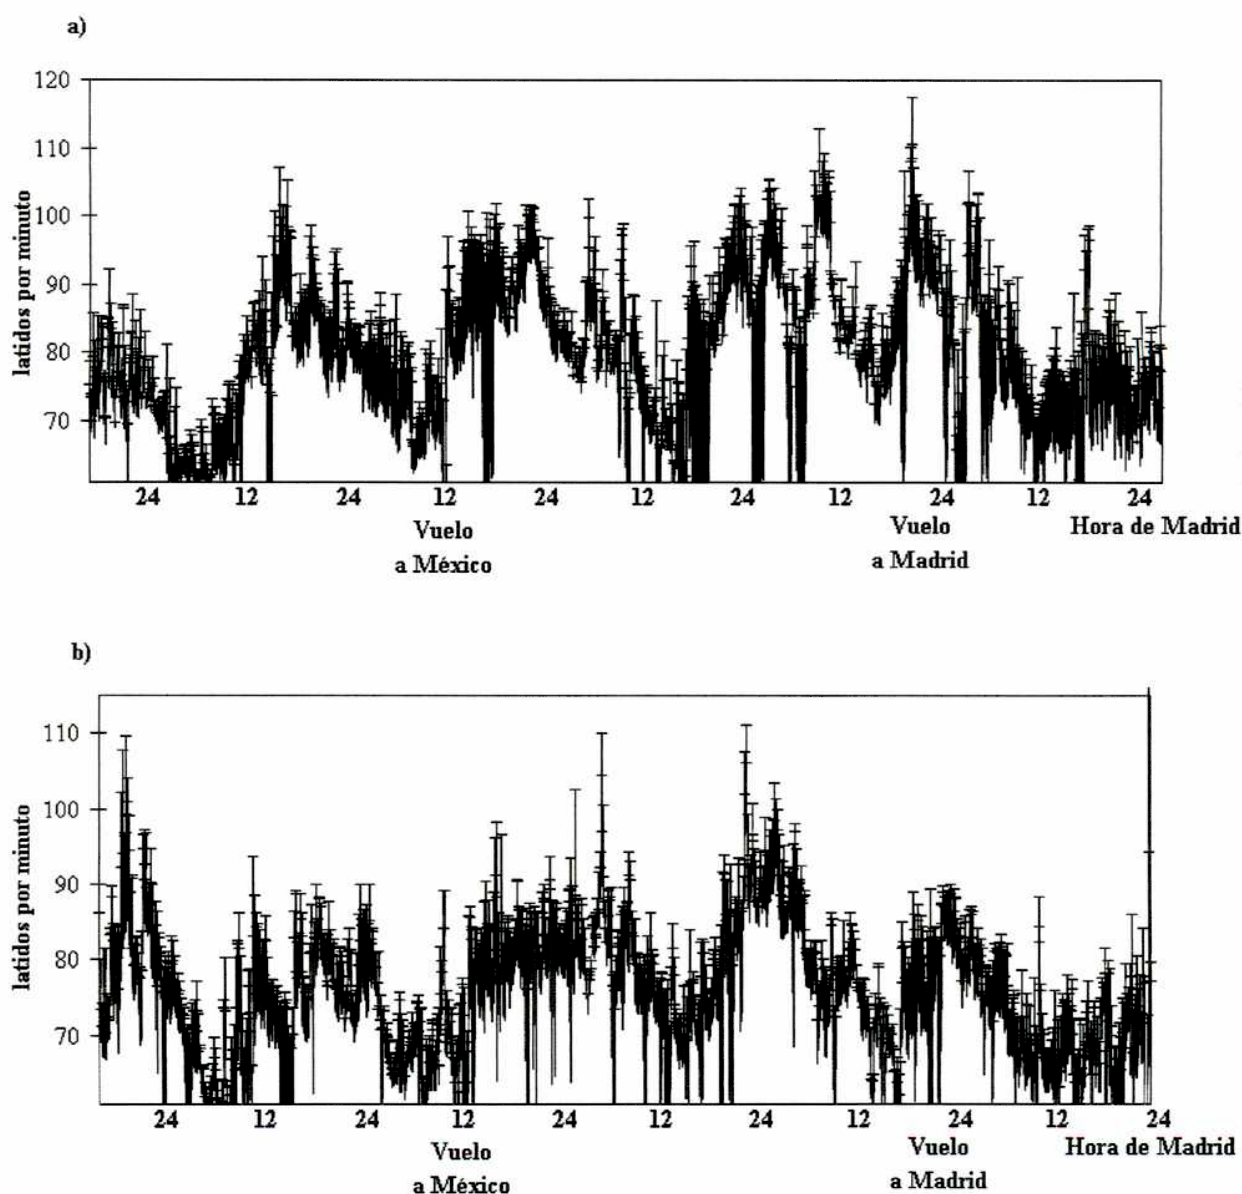 a)
120
110
100
90
80
70
latidos por minuto
24 12 24 12 24 12 24 12 24 12 24
Vuelo a México
Vuelo a Madrid
Hora de Madrid
b)
110
100
90
80
70
latidos por minuto
24 12 24 12 24 12 24 12 24 12 24
Vuelo a México
Vuelo a Madrid
Hora de Madrid